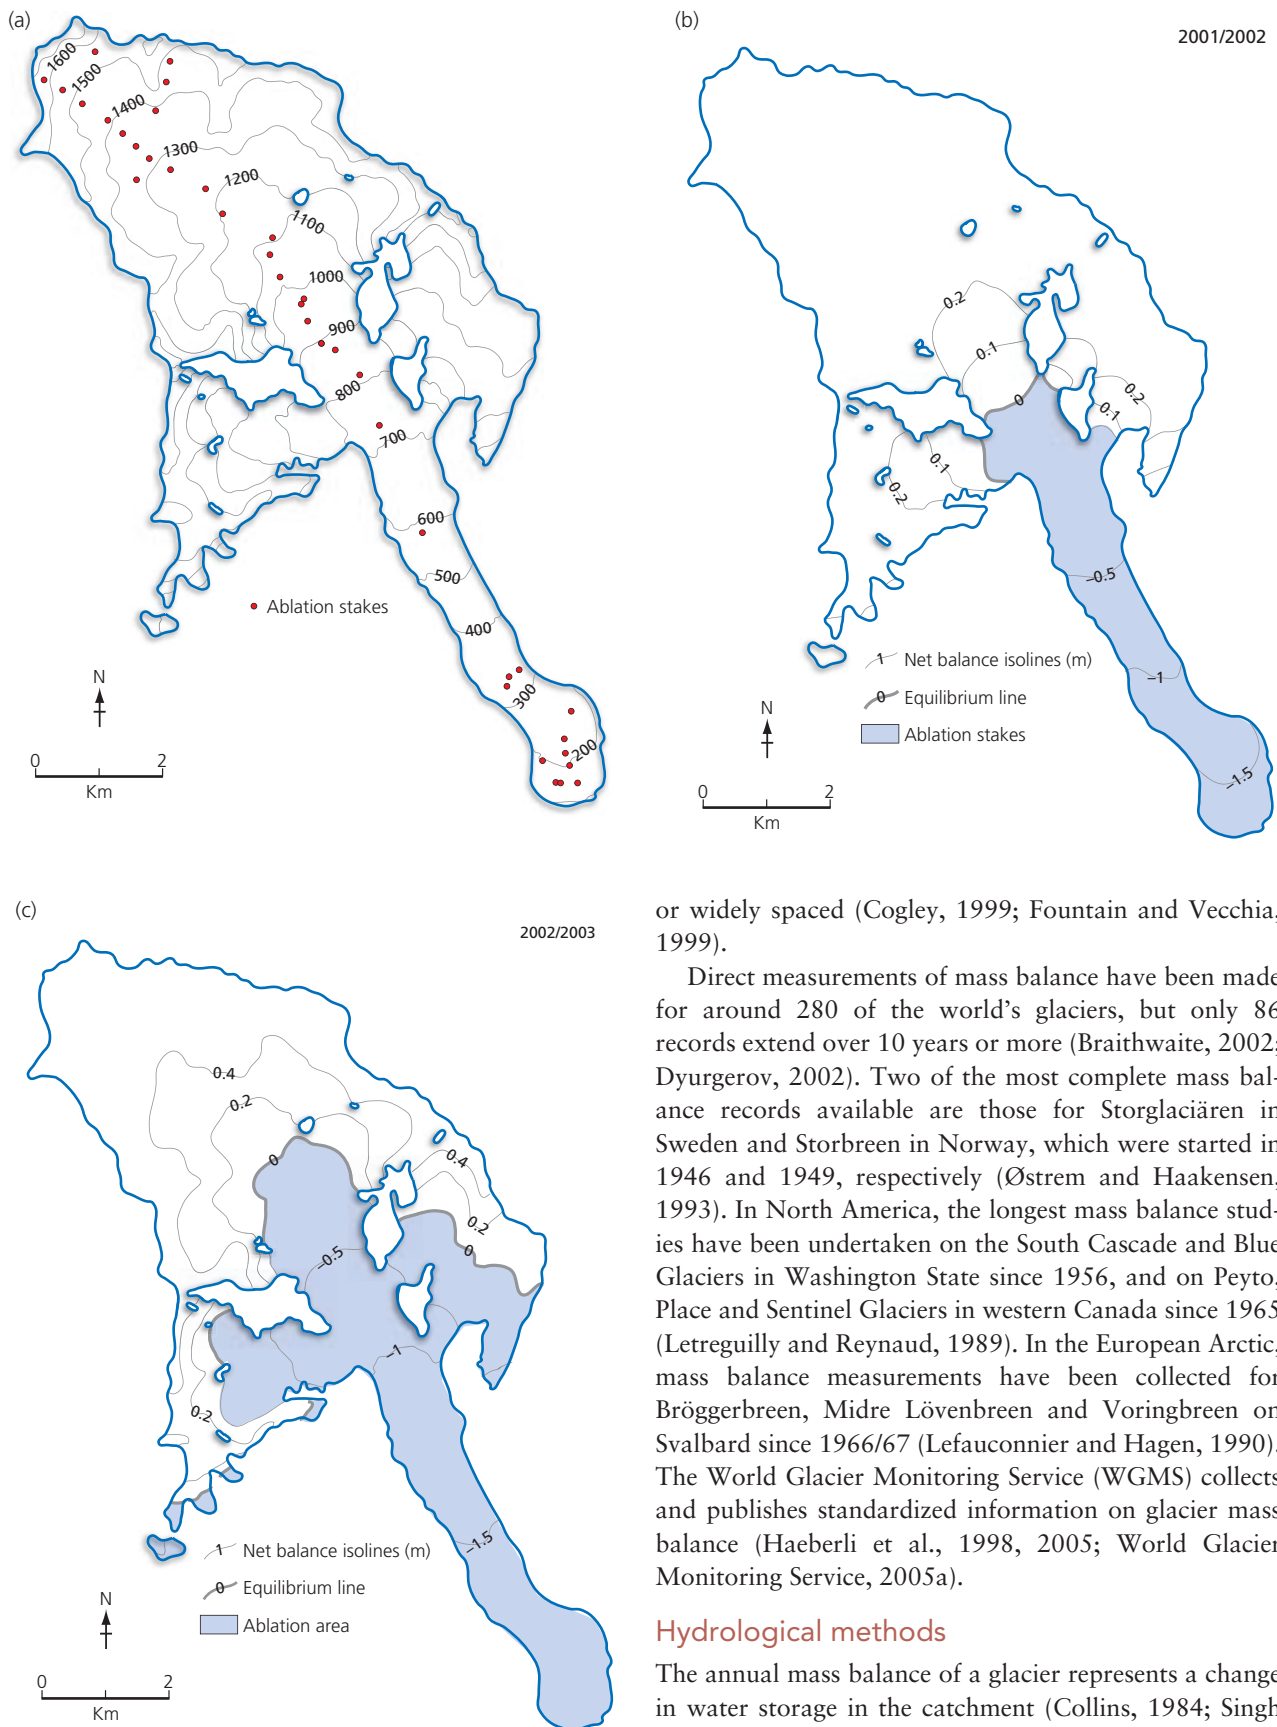 (a)
1600
1500
1400
1300
1200
1100
1000
900
800
700
600
500
400
300
200
Ablation stakes
N
0 2
Km
(b)
2001/2002
0.2
0.1
0
0.2
0.1
0.1
0.2
−0.5
−1
−1.5
1 Net balance isolines (m)
0 Equilibrium line
Ablation stakes
N
0 2
Km
(c)
2002/2003
0.4
0.2
0
0.4
0.2
0
−0.5
−1
0.2
−1.5
1 Net balance isolines (m)
0 Equilibrium line
Ablation area
N
0 2
Km
or widely spaced (Cogley, 1999; Fountain and Vecchia,
1999).
Direct measurements of mass balance have been made
for around 280 of the world's glaciers, but only 86
records extend over 10 years or more (Braithwaite, 2002;
Dyurgerov, 2002). Two of the most complete mass bal-
ance records available are those for Storglaciären in
Sweden and Storbreen in Norway, which were started in
1946 and 1949, respectively (Østrem and Haakensen,
1993). In North America, the longest mass balance stud-
ies have been undertaken on the South Cascade and Blue
Glaciers in Washington State since 1956, and on Peyto,
Place and Sentinel Glaciers in western Canada since 1965
(Letreguilly and Reynaud, 1989). In the European Arctic,
mass balance measurements have been collected for
Bröggerbreen, Midre Lövenbreen and Voringbreen on
Svalbard since 1966/67 (Lefauconnier and Hagen, 1990).
The World Glacier Monitoring Service (WGMS) collects
and publishes standardized information on glacier mass
balance (Haeberli et al., 1998, 2005; World Glacier
Monitoring Service, 2005a).
Hydrological methods
The annual mass balance of a glacier represents a change
in water storage in the catchment (Collins, 1984; Singh